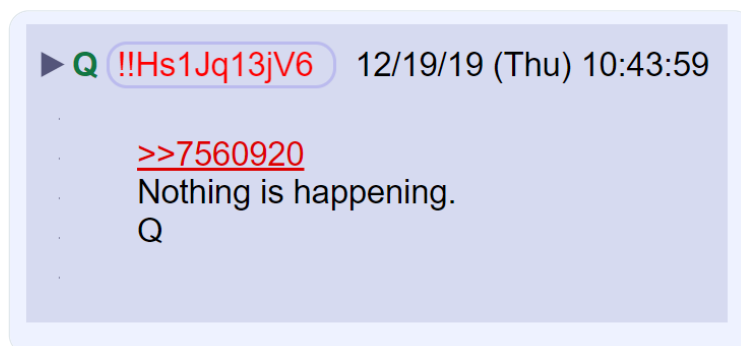 ▶ Q !!Hs1Jq13jV6 12/19/19 (Thu) 10:43:59
>>7560920
Nothing is happening.
Q